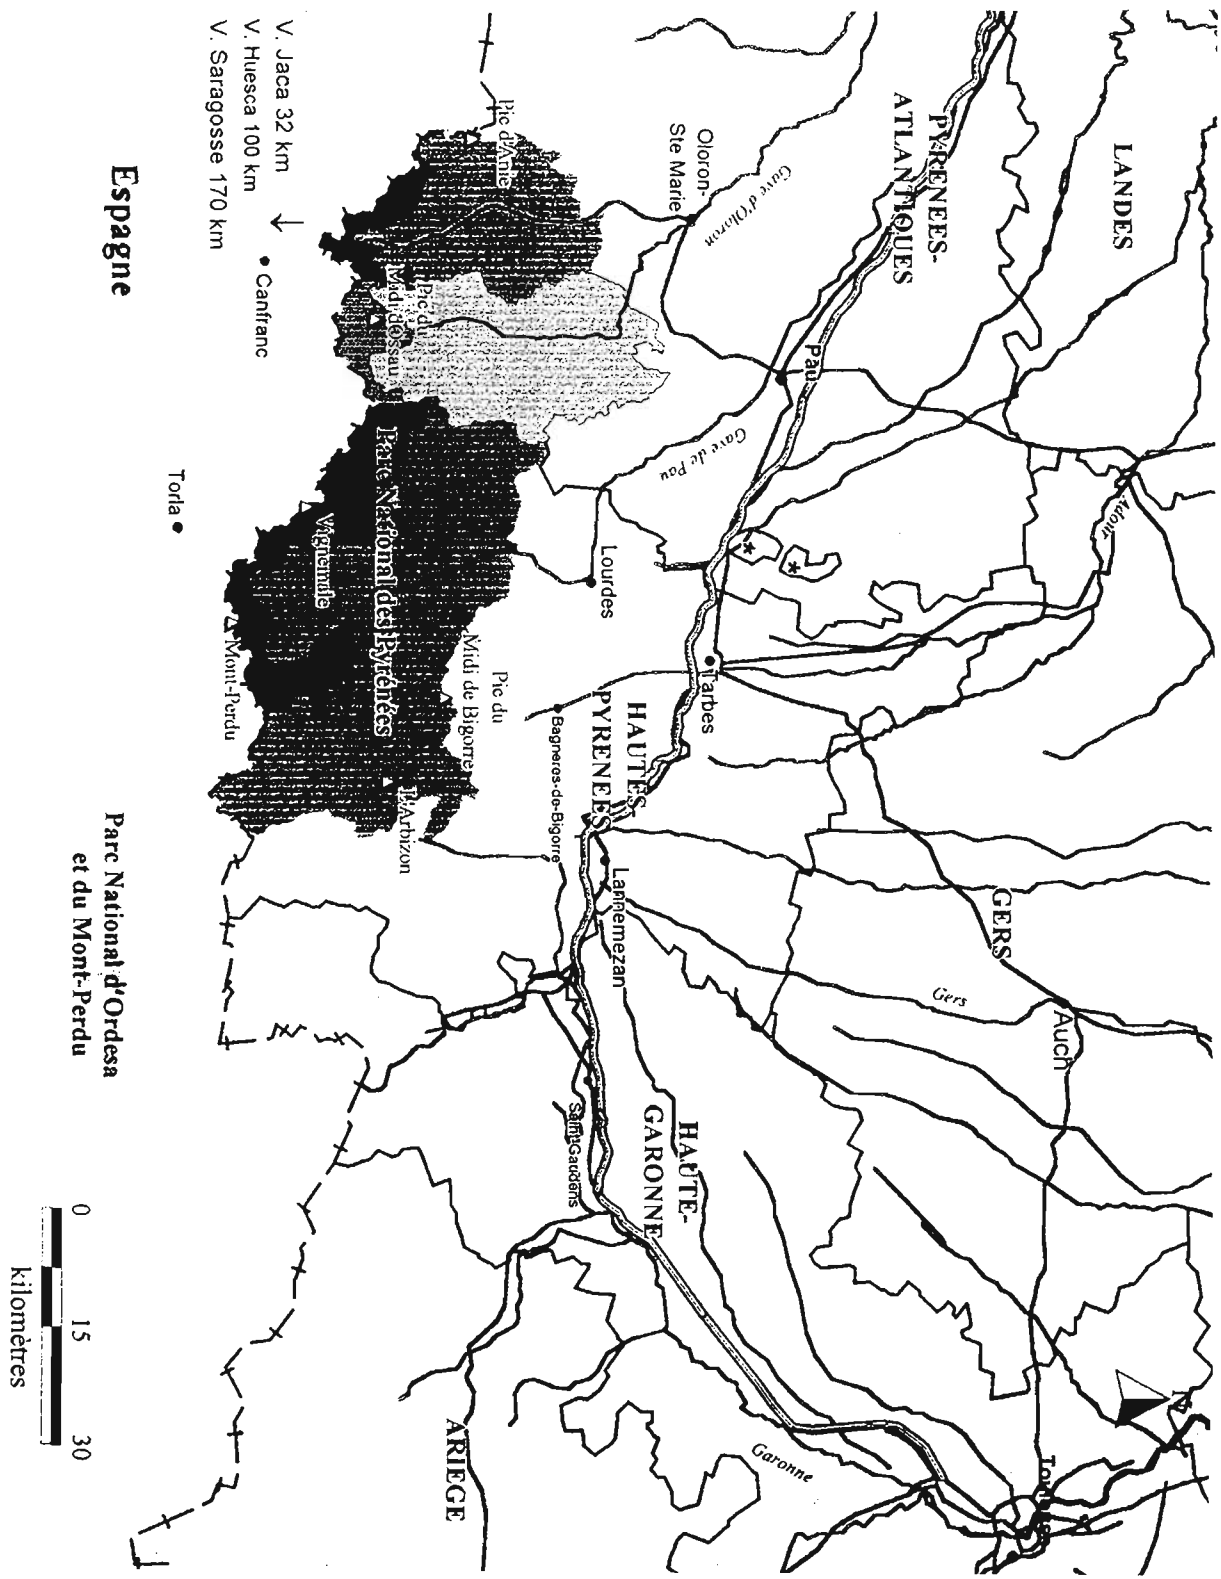 LANDES
PYRENEES-
ATLANTIQUES
GERS
Adour
Auch
Gers
Pau
Gave d'Oloron
Oloron-
Ste Marie
Gave de Pau
Tarbes
Lourdes
HAUTES
PYRENEES
Lannemezan
Bagneres-de-Bigorre
HAUTE-
GARONNE
Saint Gaudens
Garonne
ARIEGE
Pic d'Anie
Pic du
Midi d'Ossau
Parc National des Pyrénées
Pic du
Midi de Bigorre
L'Arbizon
Vignemale
Mont-Perdu
V. Jaca 32 km
V. Huesca 100 km
V. Saragosse 170 km
Canfranc
Torla
Espagne
Parc National d'Ordesa
et du Mont-Perdu
0 15 30
kilomètres